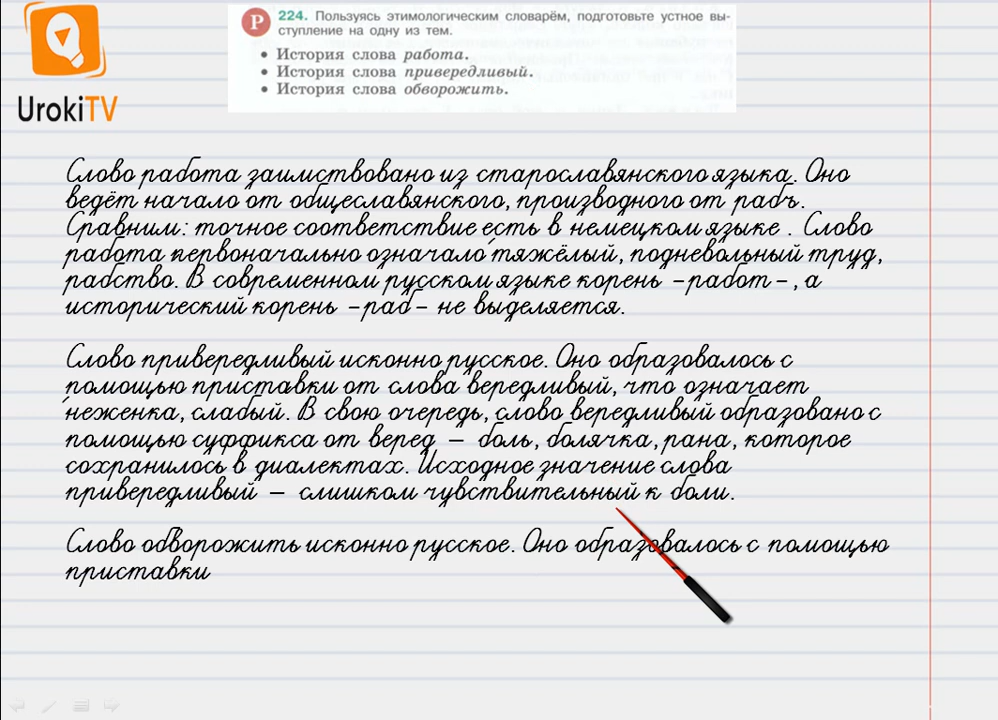 UrokiTV
Р
224. Пользуясь этимологическим словарём, подготовьте устное вы-
ступление на одну из тем.
• История слова работа.
• История слова привередливый.
• История слова обворожить.
Слово работа заимствовано из старославянского языка. Оно
ведёт начало от общеславянского, производного от рабъ.
Сравним: точное соответствие есть в немецком языке . Слово
работа первоначально означало тяжёлый, подневольный труд,
рабство. В современном русском языке корень -работ-, а
исторический корень -раб- не выделяется.
Слово привередливый исконно русское. Оно образовалось с
помощью приставки от слова вередливый, что означает
неженка, слабый. В свою очередь, слово вередливый образовано с
помощью суффикса от веред - боль, болячка, рана, которое
сохранилось в диалектах. Исходное значение слова
привередливый - слишком чувствительный к боли.
Слово обворожить исконно русское. Оно образовалось с помощью
приставки